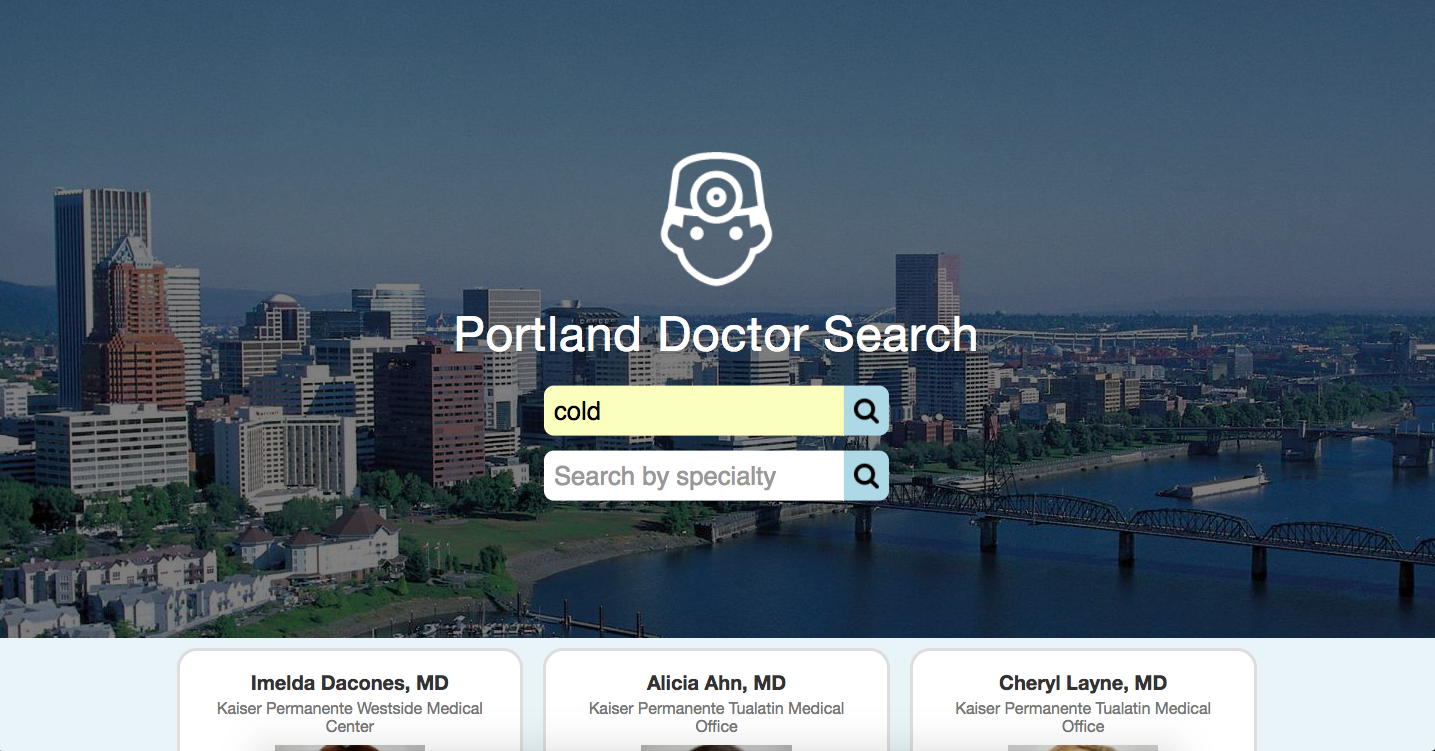 Portland Doctor Search
cold
Search by specialty
Imelda Dacones, MD
Kaiser Permanente Westside Medical
Center
Alicia Ahn, MD
Kaiser Permanente Tualatin Medical
Office
Cheryl Layne, MD
Kaiser Permanente Tualatin Medical
Office